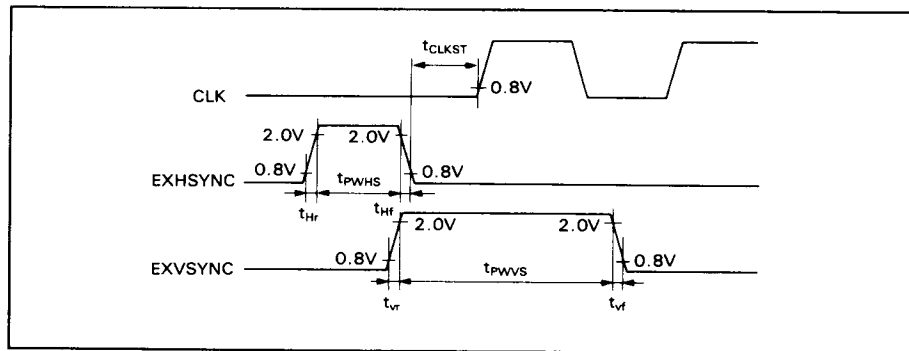 tCLKST
0.8V
CLK
2.0V 2.0V
0.8V tPWHS 0.8V
EXHSYNC
tHr tHf
2.0V 2.0V
0.8V tPWVS 0.8V
EXVSYNC
tvr tvf